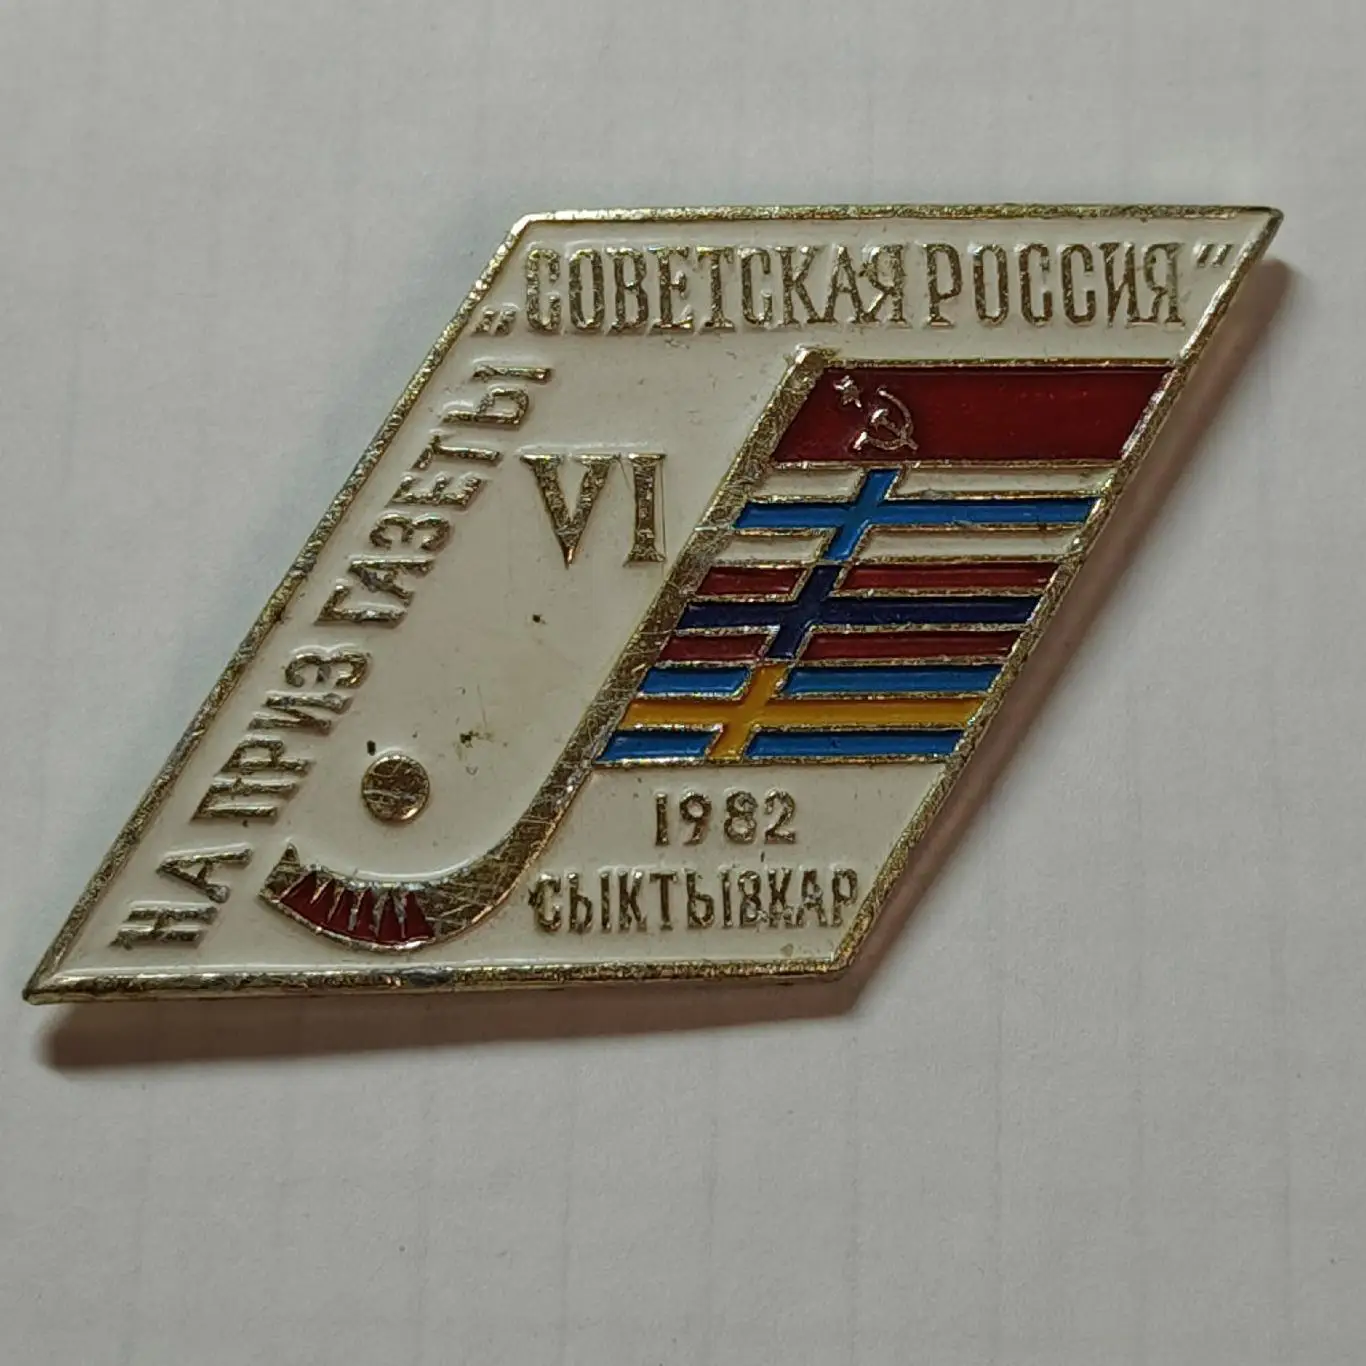 НА ПРИЗ ГАЗЕТЫ
„СОВЕТСКАЯ РОССИЯ"
VI
1982
СЫКТЫВКАР